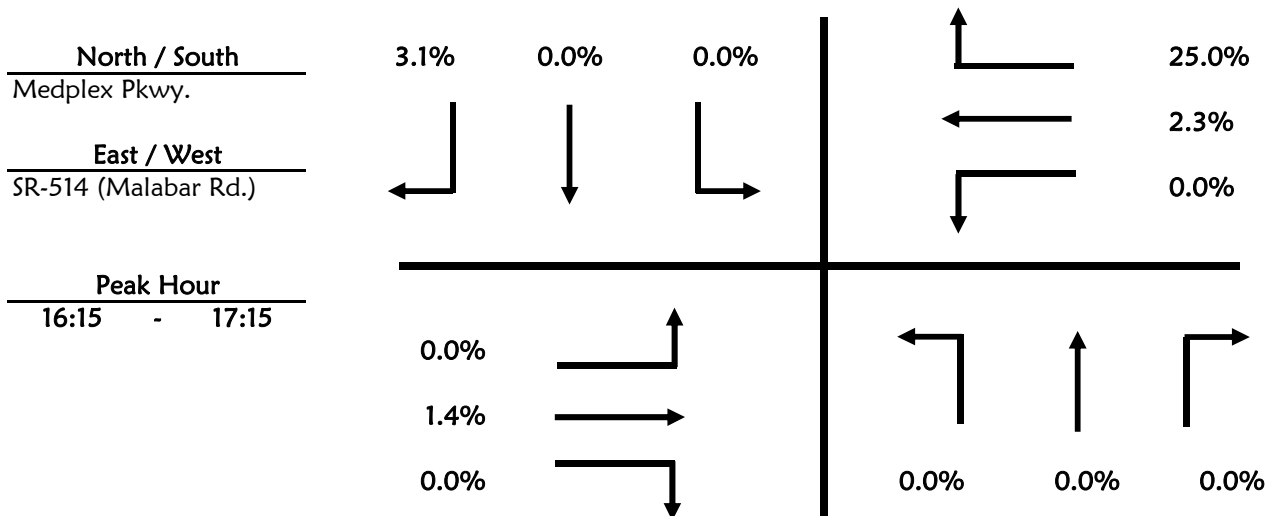 North / South
Medplex Pkwy.
East / West
SR-514 (Malabar Rd.)
Peak Hour
16:15 - 17:15
3.1% 0.0% 0.0%
25.0%
2.3%
0.0%
0.0%
1.4%
0.0%
0.0% 0.0% 0.0%